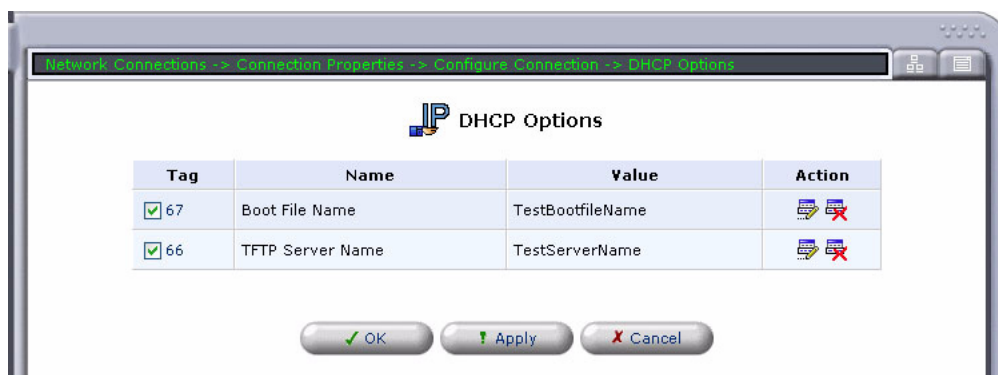 Network Connections -> Connection Properties -> Configure Connection -> DHCP Options
IP DHCP Options
Tag Name Value Action
67 Boot File Name TestBootfileName
66 TFTP Server Name TestServerName
OK Apply Cancel